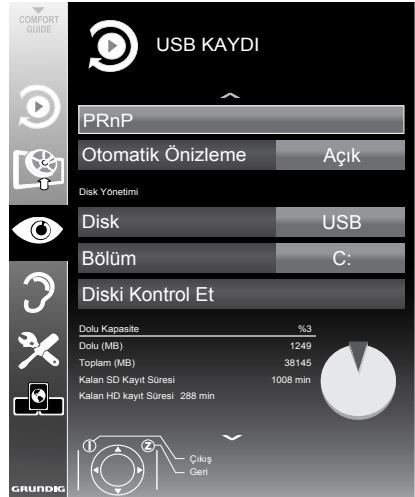 COMFORT
GUIDE
USB KAYDI
PRnP
Otomatik Önizleme Açık
Disk Yönetimi
Disk USB
Bölüm C:
Diski Kontrol Et
Dolu Kapasite %3
Dolu (MB) 1249
Toplam (MB) 38145
Kalan SD Kayıt Süresi 1008 min
Kalan HD kayıt Süresi 288 min
Z
Çıkış
Geri
GRUNDIG